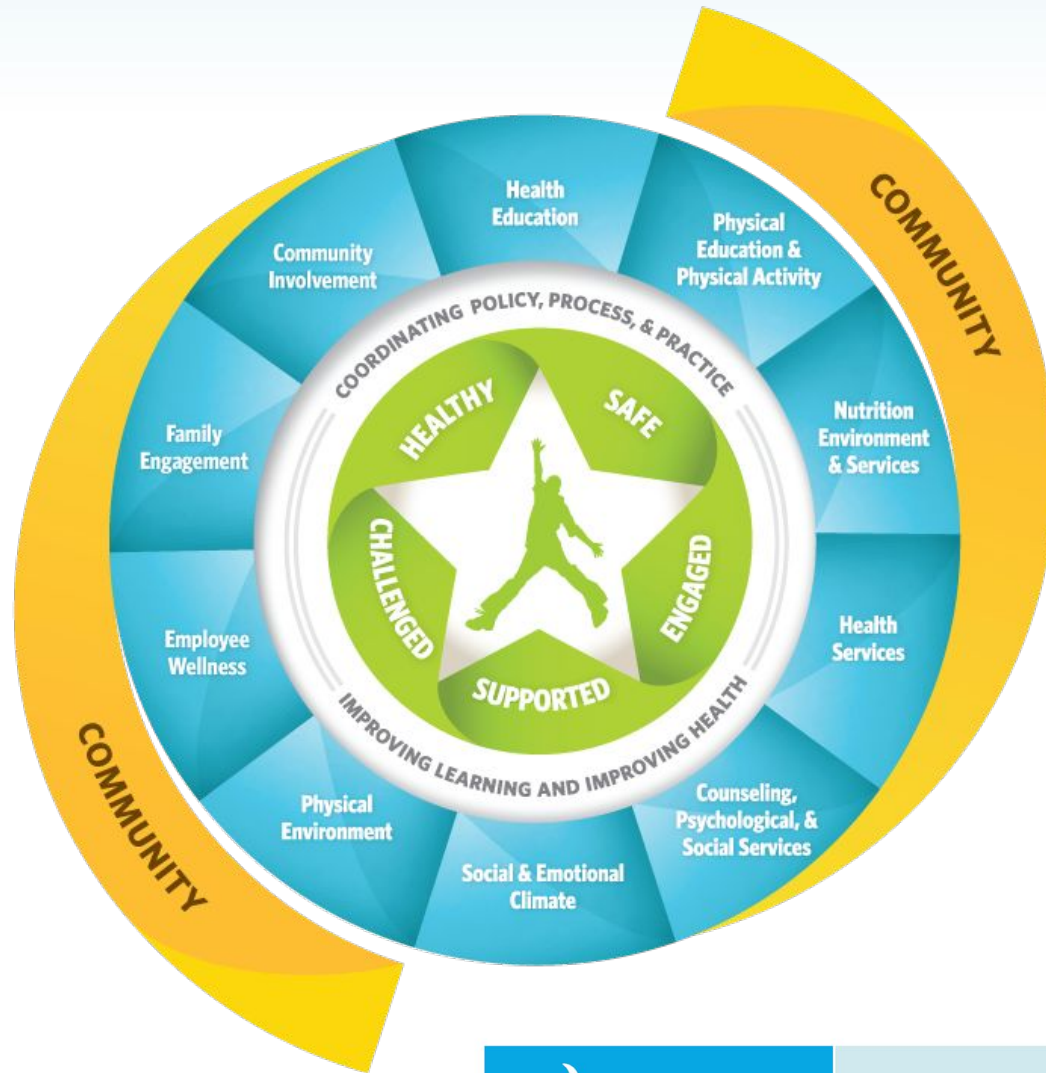 COMMUNITY
Health
Education
Physical
Education &
Physical Activity
Nutrition
Environment
& Services
Health
Services
Counseling,
Psychological, &
Social Services
Social & Emotional
Climate
Physical
Environment
Employee
Wellness
Family
Engagement
Community
Involvement
COORDINATING POLICY, PROCESS, & PRACTICE
IMPROVING LEARNING AND IMPROVING HEALTH
HEALTHY
SAFE
ENGAGED
SUPPORTED
CHALLENGED
COMMUNITY